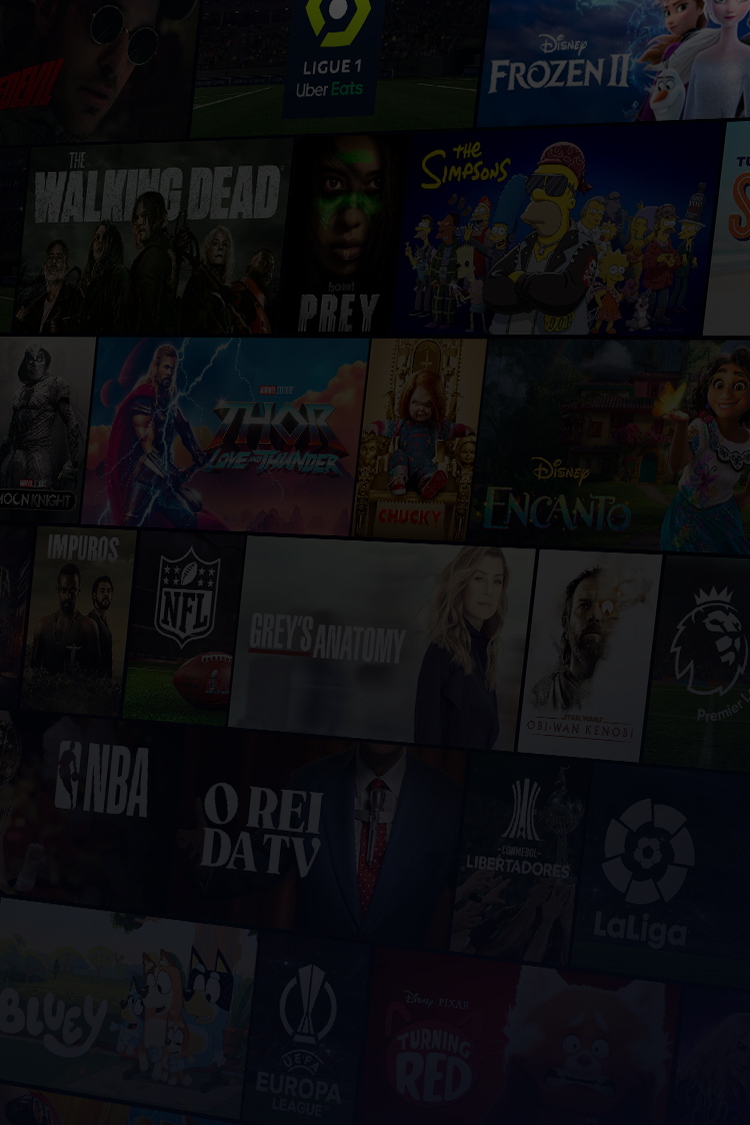 LIGUE 1
Uber Eats
Disney
FROZEN II
THE
WALKING DEAD
THE
SIMPSONS
PREY
MOON KNIGHT
THOR
LOVE AND THUNDER
CHUCKY
Disney
ENCANTO
IMPUROS
NFL
GREY'S ANATOMY
STAR WARS
OBI-WAN KENOBI
Premier
NBA
O REI
DA TV
CONMEBOL
LIBERTADORES
LaLiga
BLUEY
UEFA
EUROPA
LEAGUE
Disney PIXAR
TURNING
RED